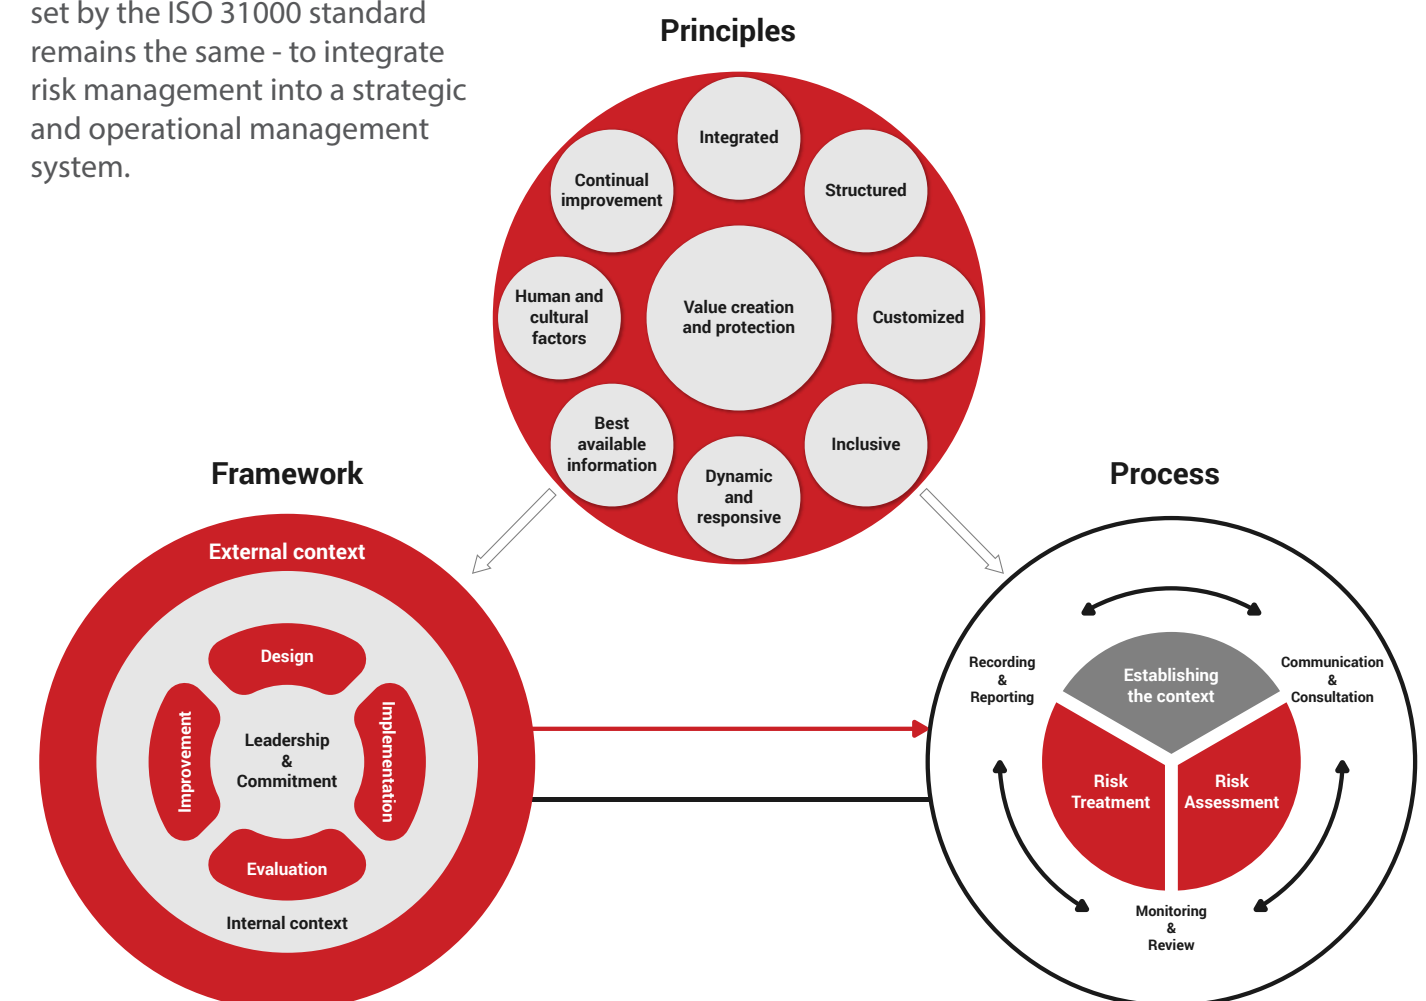 set by the ISO 31000 standard
remains the same - to integrate
risk management into a strategic
and operational management
system.
Principles
Integrated
Structured
Customized
Inclusive
Dynamic
and
responsive
Best
available
information
Human and
cultural
factors
Continual
improvement
Value creation
and protection
Framework
External context
Design
Implementation
Evaluation
Improvement
Leadership
&
Commitment
Internal context
Process
Recording
&
Reporting
Establishing
the context
Communication
&
Consultation
Risk
Treatment
Risk
Assessment
Monitoring
&
Review